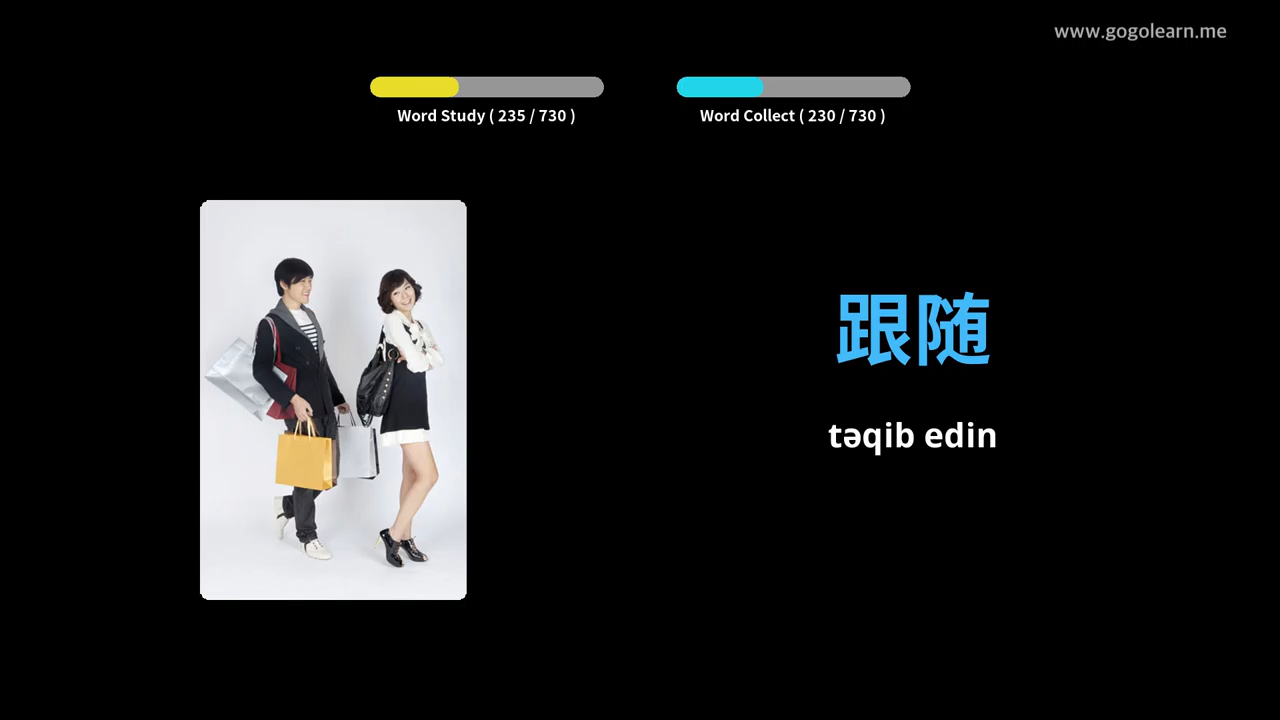 www.gogolearn.me
Word Study ( 235 / 730 )
Word Collect ( 230 / 730 )
跟随
təqib edin